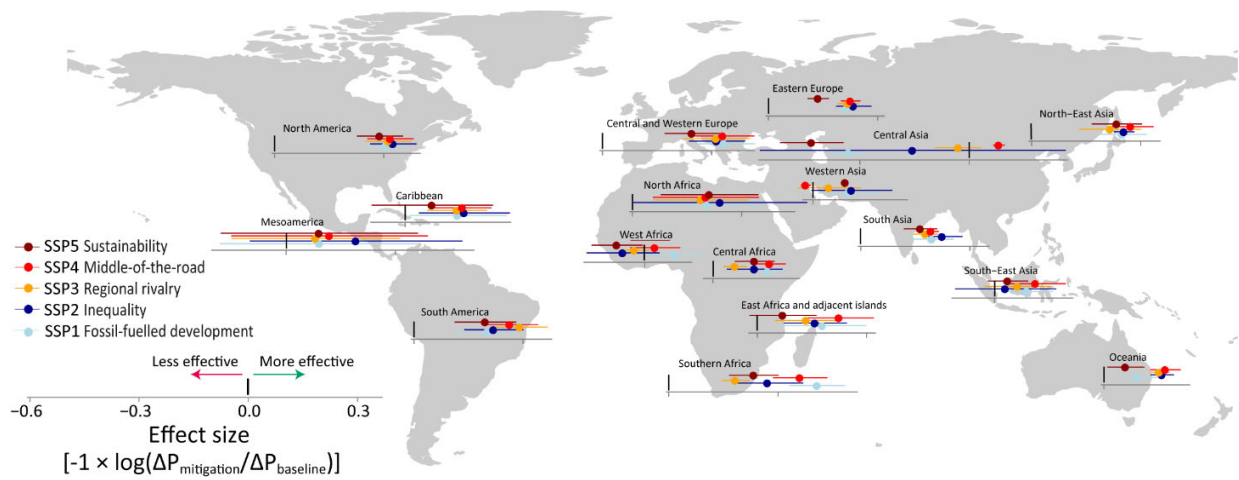 Eastern Europe
North America
Central and Western Europe
North-East Asia
Central Asia
Western Asia
North Africa
Caribbean
Mesoamerica
South Asia
West Africa
Central Africa
South-East Asia
SSP5 Sustainability
SSP4 Middle-of-the-road
SSP3 Regional rivalry
SSP2 Inequality
SSP1 Fossil-fuelled development
South America
East Africa and adjacent islands
Southern Africa
Oceania
Less effective More effective
−0.6 −0.3 0.0 0.3
Effect size
[-1 × log(ΔPmitigation/ΔPbaseline)]